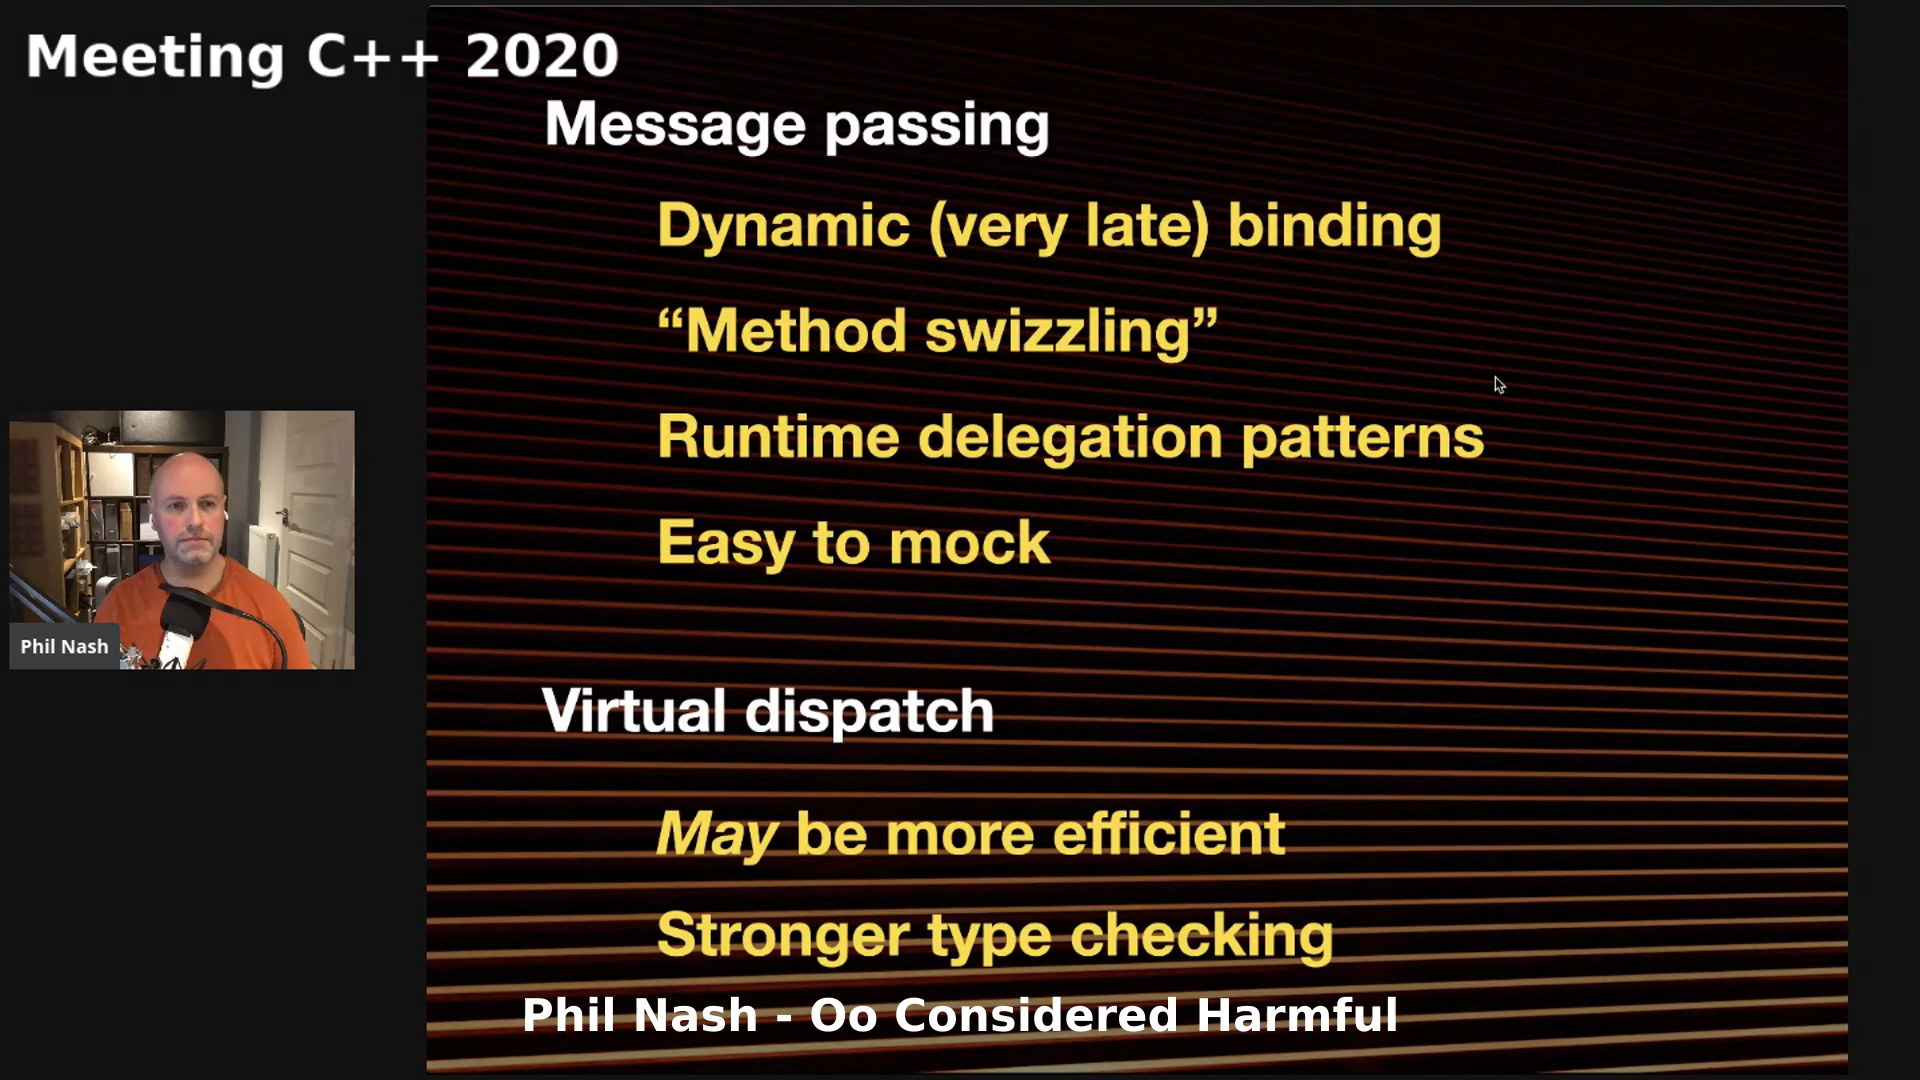 Meeting C++ 2020
Message passing
Dynamic (very late) binding
“Method swizzling”
Runtime delegation patterns
Easy to mock
Phil Nash
Virtual dispatch
May be more efficient
Stronger type checking
Phil Nash - Oo Considered Harmful